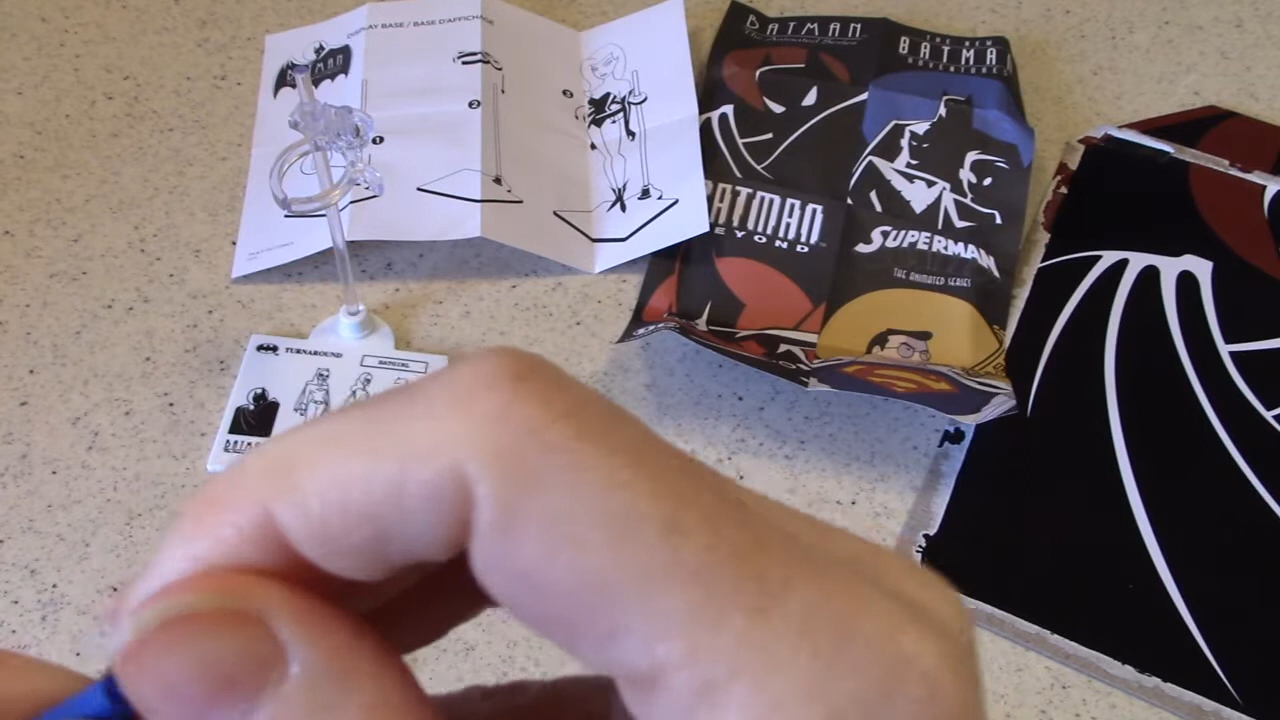 DISPLAY BASE / BASE D'AFFICHAGE
BATMAN
1
2
3
TURNAROUND
BATGIRL
BATMAN
The Animated Series
THE NEW
BATMAN
ADVENTURES
BATMAN
BEYOND
SUPERMAN
THE ANIMATED SERIES